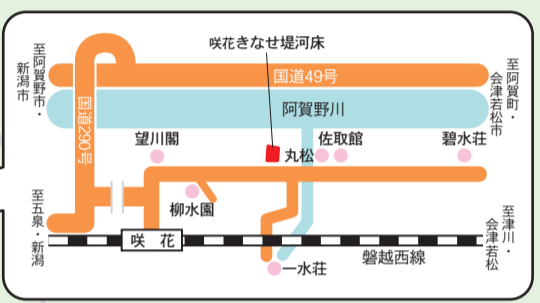 咲花きなせ堤河床
至阿賀野市・
新潟市
国道49号
至阿賀町・
会津若松市
国道290号
阿賀野川
望川閣
丸松
佐取館
碧水荘
柳水園
至五泉・新潟
咲花
磐越西線
至津川・
会津若松
一水荘